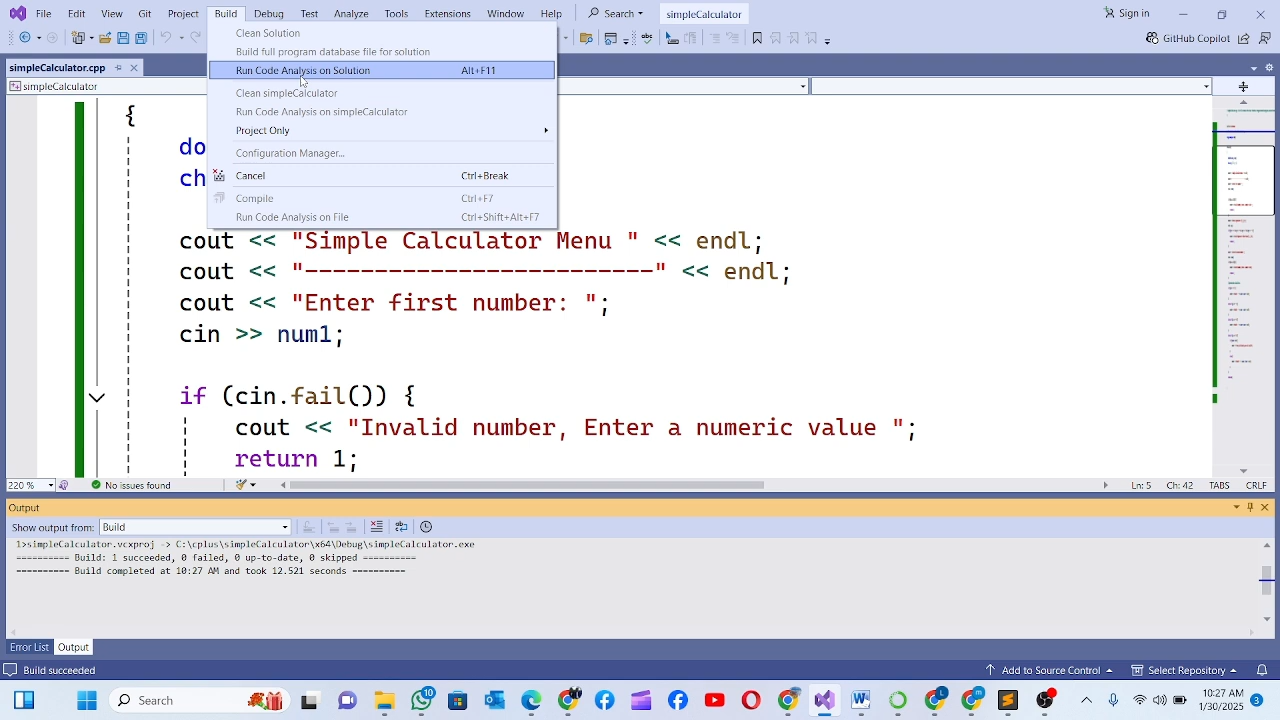 File Edit View Git Project Build Debug Test Analyze Tools Extensions Window Help Search simpleCalculator Sign in
GitHub Copilot
simpleCalculator.cpp
simpleCalculator
Clean Solution
Build full program database file for solution
Run Code Analysis on Solution Alt+F11
Clean simpleCalculator
Run Code Analysis on simpleCalculator
Project Only
Configuration Manager...
Cancel Ctrl+Break
Compile Ctrl+F7
Run Code Analysis on File Ctrl+Shift+Alt+F7
{
do
ch
cout << "Simple Calculator Menu " << endl;
cout << "-------------------------" << endl;
cout << "Enter first number: ";
cin >> num1;
if (cin.fail()) {
cout << "Invalid number, Enter a numeric value ";
return 1;
220 % No issues found Ln: 5 Ch: 42 TABS CRLF
Output
Show output from: Build
1>simpleCalculator.vcxproj -> C:\cplus\simpleCalculator\x64\Debug\simpleCalculator.exe
========== Build: 1 succeeded, 0 failed, 0 up-to-date, 0 skipped ==========
========== Build completed at 10:27 AM and took 12.521 seconds ==========
Error List Output
Build succeeded Add to Source Control Select Repository
Search 10 10:27 AM
1/30/2025 3